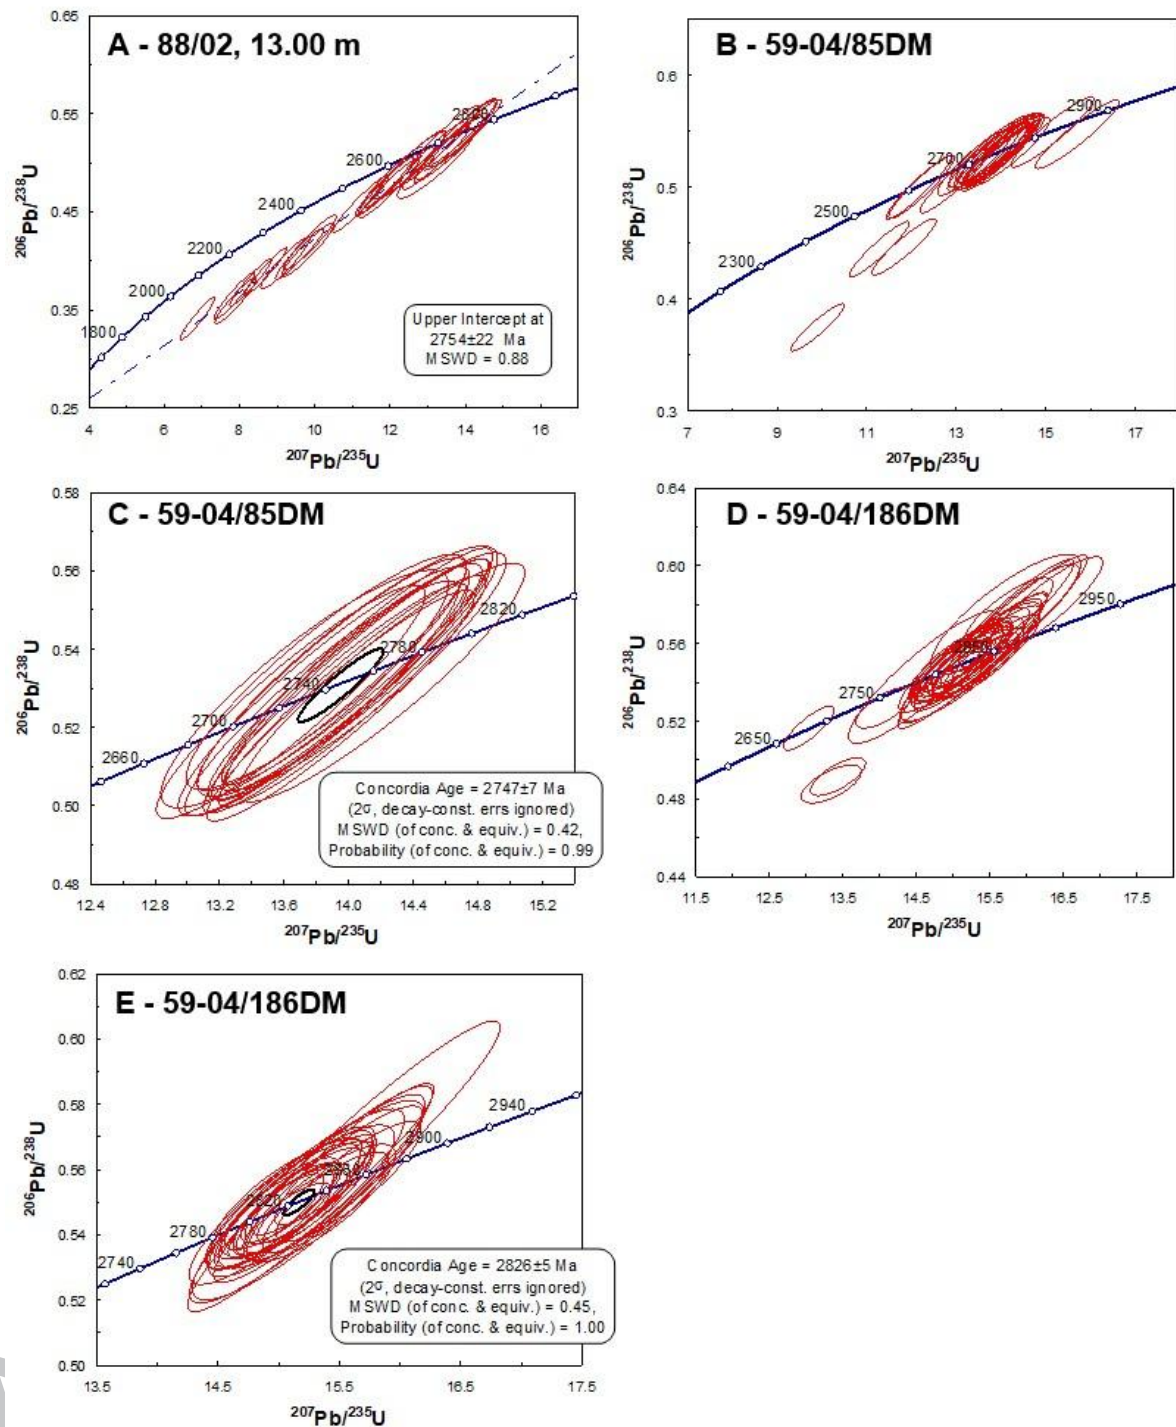 A - 88/02, 13.00 m
0.65
0.55
0.45
0.35
0.25
1800
2000
2200
2400
2600
2800
Upper Intercept at
2754±22 Ma
MSWD = 0.88
4 6 8 10 12 14 16
²⁰⁷Pb/²³⁵U
²⁰⁶Pb/²³⁸U
B - 59-04/85DM
0.6
0.5
0.4
0.3
2300
2500
2700
2900
7 9 11 13 15 17
²⁰⁷Pb/²³⁵U
²⁰⁶Pb/²³⁸U
C - 59-04/85DM
0.58
0.56
0.54
0.52
0.50
0.48
2660
2700
2740
2780
2820
Concordia Age = 2747±7 Ma
(2σ, decay-const. errs ignored)
MSWD (of conc. & equiv.) = 0.42,
Probability (of conc. & equiv.) = 0.99
12.4 12.8 13.2 13.6 14.0 14.4 14.8 15.2
²⁰⁷Pb/²³⁵U
²⁰⁶Pb/²³⁸U
D - 59-04/186DM
0.64
0.60
0.56
0.52
0.48
0.44
2650
2750
2850
2950
11.5 12.5 13.5 14.5 15.5 16.5 17.5
²⁰⁷Pb/²³⁵U
²⁰⁶Pb/²³⁸U
E - 59-04/186DM
0.62
0.60
0.58
0.56
0.54
0.52
0.50
2740
2780
2820
2860
2900
2940
Concordia Age = 2826±5 Ma
(2σ, decay-const. errs ignored)
MSWD (of conc. & equiv.) = 0.45,
Probability (of conc. & equiv.) = 1.00
13.5 14.5 15.5 16.5 17.5
²⁰⁷Pb/²³⁵U
²⁰⁶Pb/²³⁸U